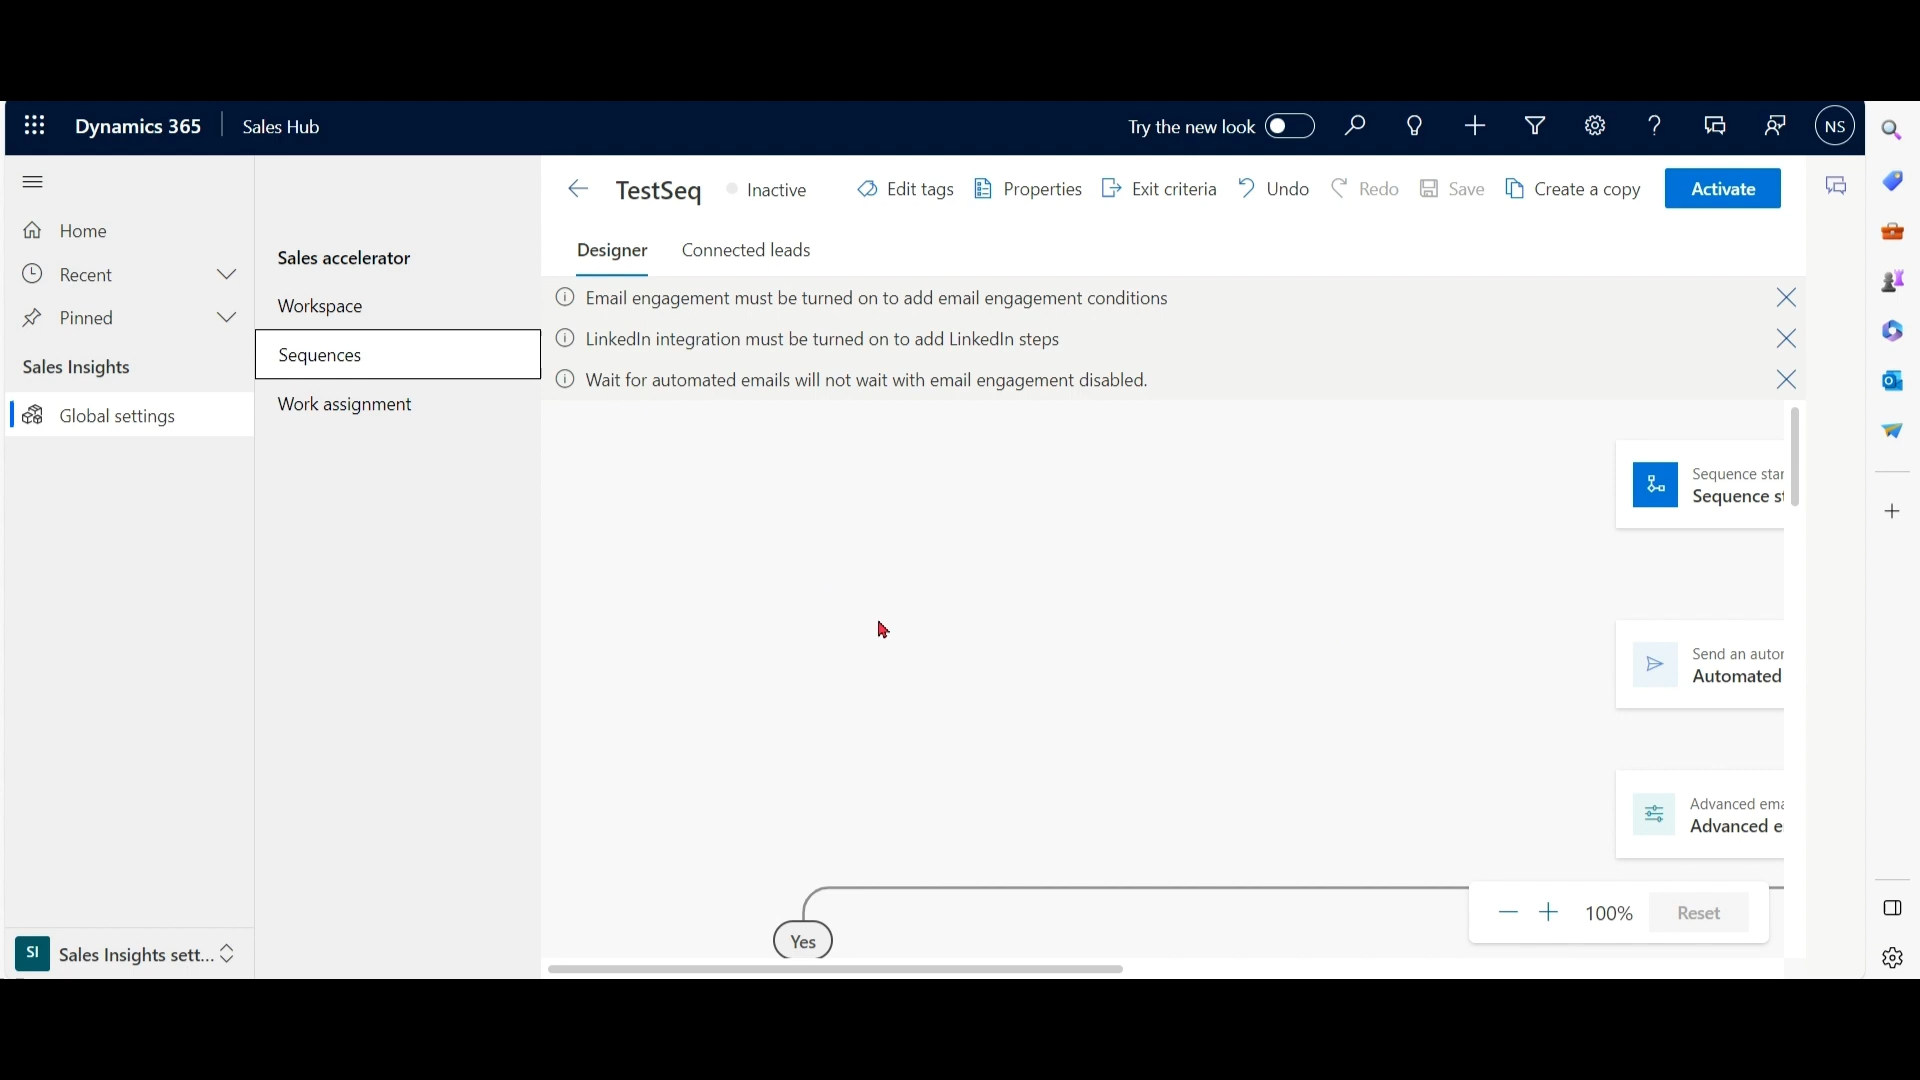 Dynamics 365
Sales Hub
Try the new look
NS
Home
Recent
Pinned
Sales Insights
Global settings
SI
Sales Insights sett...
Sales accelerator
Workspace
Sequences
Work assignment
TestSeq
Inactive
Edit tags
Properties
Exit criteria
Undo
Redo
Save
Create a copy
Activate
Designer
Connected leads
Email engagement must be turned on to add email engagement conditions
LinkedIn integration must be turned on to add LinkedIn steps
Wait for automated emails will not wait with email engagement disabled.
Sequence star
Sequence st
Send an autor
Automated
Advanced ema
Advanced e
Yes
100%
Reset